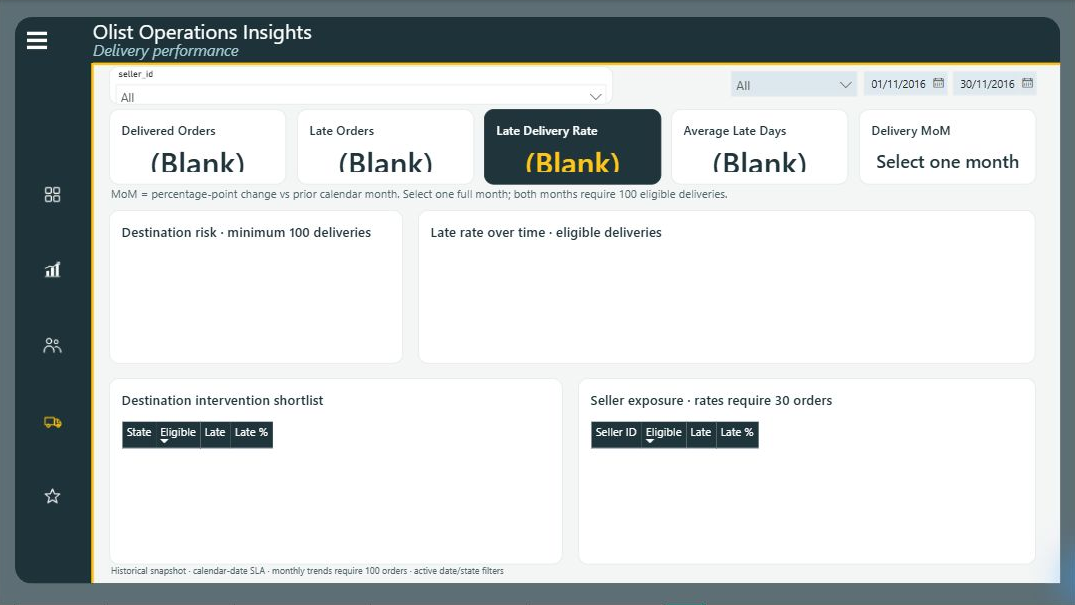 Olist Operations Insights
Delivery performance
seller_id
All
All
01/11/2016
30/11/2016
Delivered Orders
(Blank)
Late Orders
(Blank)
Late Delivery Rate
(Blank)
Average Late Days
(Blank)
Delivery MoM
Select one month
MoM = percentage-point change vs prior calendar month. Select one full month; both months require 100 eligible deliveries.
Destination risk · minimum 100 deliveries
Late rate over time · eligible deliveries
Destination intervention shortlist
State Eligible Late Late %
Seller exposure · rates require 30 orders
Seller ID Eligible Late Late %
Historical snapshot · calendar-date SLA · monthly trends require 100 orders · active date/state filters